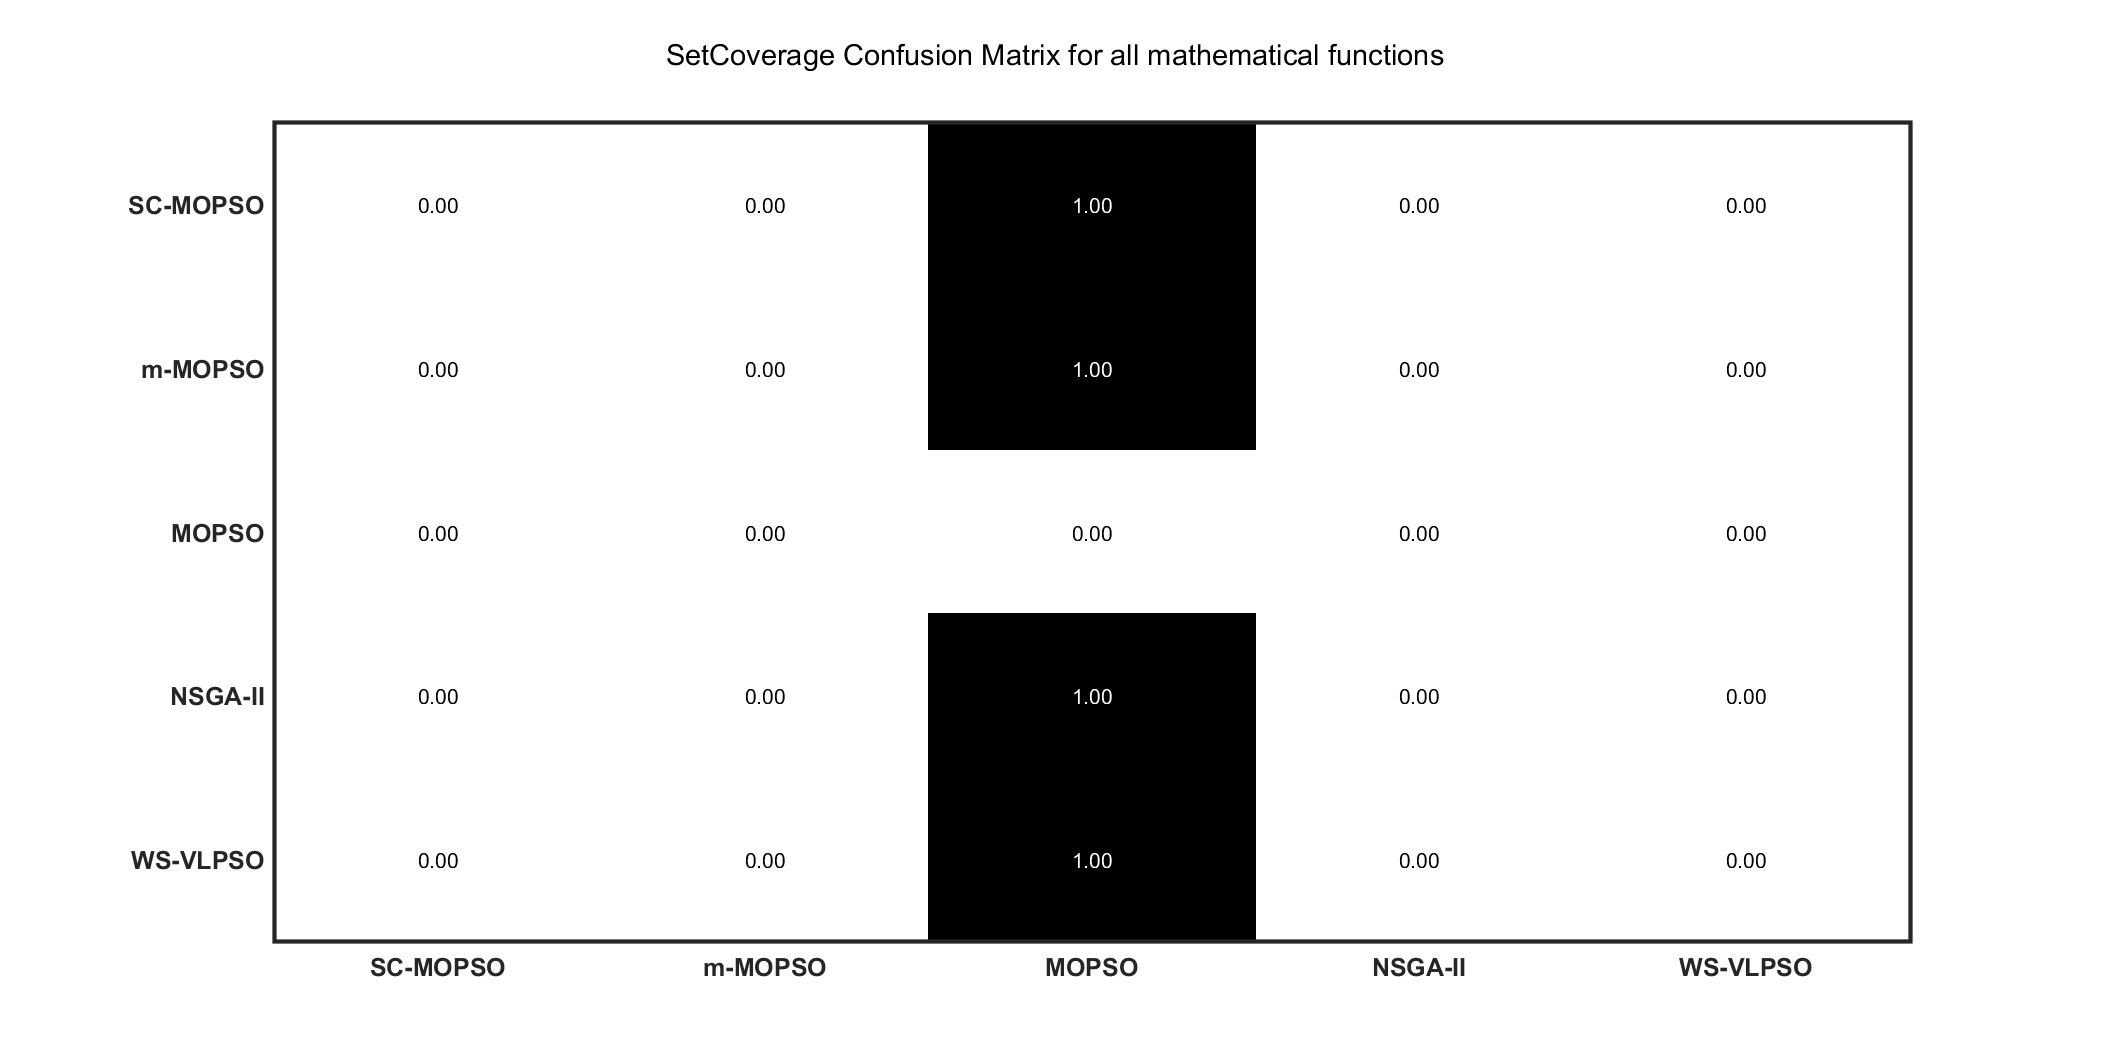 SetCoverage Confusion Matrix for all mathematical functions
SC-MOPSO 0.00 0.00 1.00 0.00 0.00
m-MOPSO 0.00 0.00 1.00 0.00 0.00
MOPSO 0.00 0.00 0.00 0.00 0.00
NSGA-II 0.00 0.00 1.00 0.00 0.00
WS-VLPSO 0.00 0.00 1.00 0.00 0.00
SC-MOPSO m-MOPSO MOPSO NSGA-II WS-VLPSO